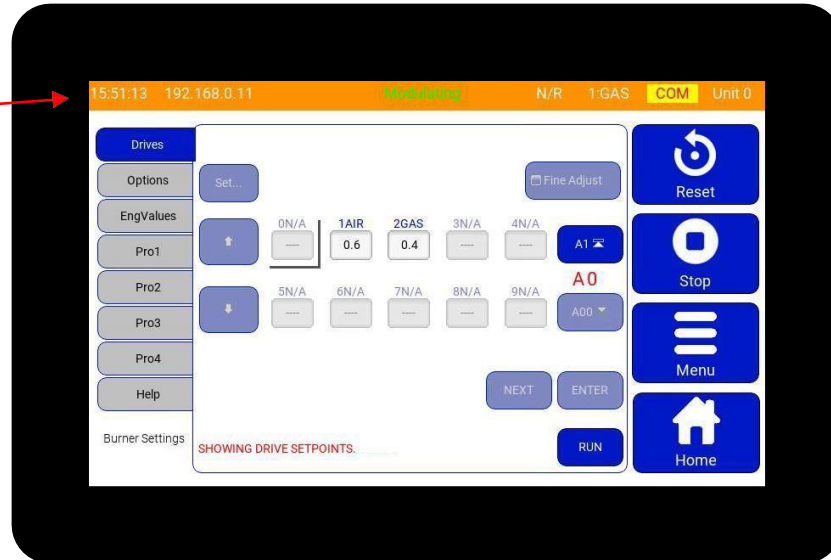 15:51:13 192.168.0.11 Modulating N/R 1:GAS COM Unit 0
Drives
Options
EngValues
Pro1
Pro2
Pro3
Pro4
Help
Burner Settings
Set...
Fine Adjust
0N/A 1AIR 2GAS 3N/A 4N/A
---- 0.6 0.4 ---- ---- A1
A0
5N/A 6N/A 7N/A 8N/A 9N/A
---- ---- ---- ---- ---- A00
NEXT ENTER
SHOWING DRIVE SETPOINTS.
RUN
Reset
Stop
Menu
Home